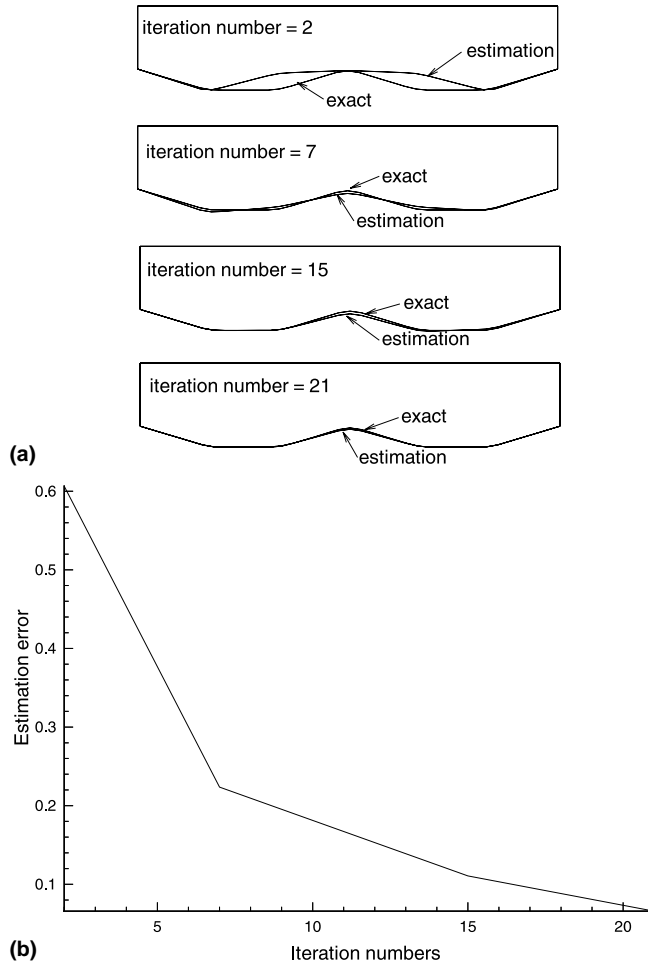 iteration number = 2
estimation
exact
iteration number = 7
exact
estimation
iteration number = 15
exact
estimation
iteration number = 21
exact
estimation
(a)
0.6
0.5
0.4
0.3
0.2
0.1
Estimation error
5 10 15 20
Iteration numbers
(b)